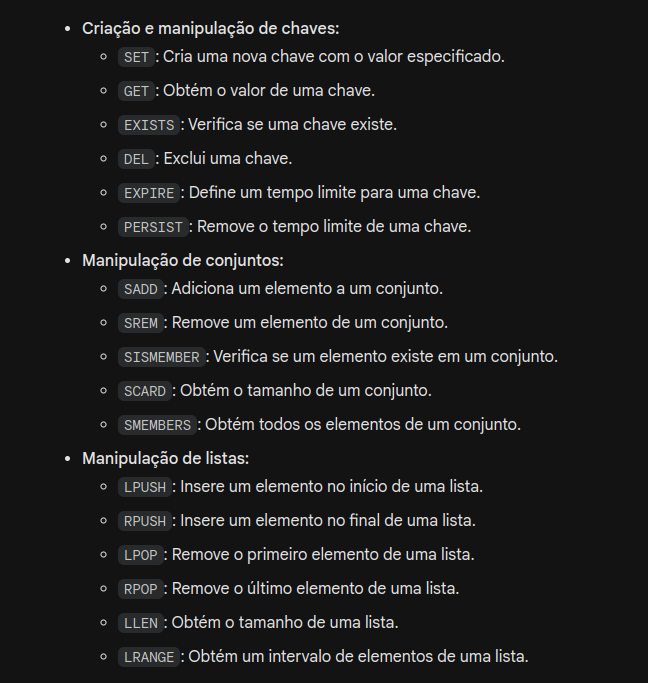 Criação e manipulação de chaves:
SET: Cria uma nova chave com o valor especificado.
GET: Obtém o valor de uma chave.
EXISTS: Verifica se uma chave existe.
DEL: Exclui uma chave.
EXPIRE: Define um tempo limite para uma chave.
PERSIST: Remove o tempo limite de uma chave.
Manipulação de conjuntos:
SADD: Adiciona um elemento a um conjunto.
SREM: Remove um elemento de um conjunto.
SISMEMBER: Verifica se um elemento existe em um conjunto.
SCARD: Obtém o tamanho de um conjunto.
SMEMBERS: Obtém todos os elementos de um conjunto.
Manipulação de listas:
LPUSH: Insere um elemento no início de uma lista.
RPUSH: Insere um elemento no final de uma lista.
LPOP: Remove o primeiro elemento de uma lista.
RPOP: Remove o último elemento de uma lista.
LLEN: Obtém o tamanho de uma lista.
LRANGE: Obtém um intervalo de elementos de uma lista.